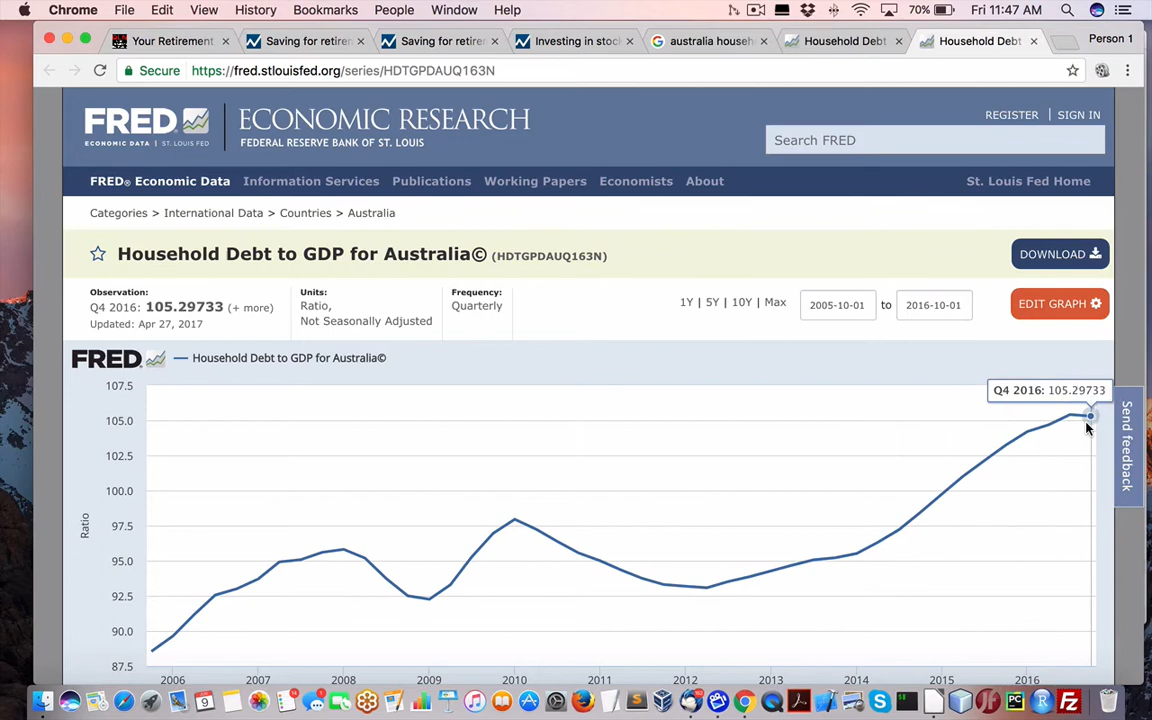 Chrome File Edit View History Bookmarks People Window Help 70% Fri 11:47 AM
Your Retirement Saving for retire Saving for retire Investing in stoc australia househ Household Debt Household Debt Person 1
Secure https://fred.stlouisfed.org/series/HDTGPDAUQ163N
FRED ECONOMIC RESEARCH
ECONOMIC DATA | ST. LOUIS FED FEDERAL RESERVE BANK OF ST. LOUIS
REGISTER | SIGN IN
Search FRED
FRED® Economic Data Information Services Publications Working Papers Economists About St. Louis Fed Home
Categories > International Data > Countries > Australia
Household Debt to GDP for Australia© (HDTGPDAUQ163N) DOWNLOAD
Observation: Units: Frequency:
Q4 2016: 105.29733 (+ more) Ratio, Quarterly
Updated: Apr 27, 2017 Not Seasonally Adjusted
1Y | 5Y | 10Y | Max 2005-10-01 to 2016-10-01 EDIT GRAPH
FRED Household Debt to GDP for Australia©
107.5
Q4 2016: 105.29733
105.0
102.5
100.0
97.5
95.0
92.5
90.0
87.5
Ratio
2006 2007 2008 2009 2010 2011 2012 2013 2014 2015 2016
Send feedback